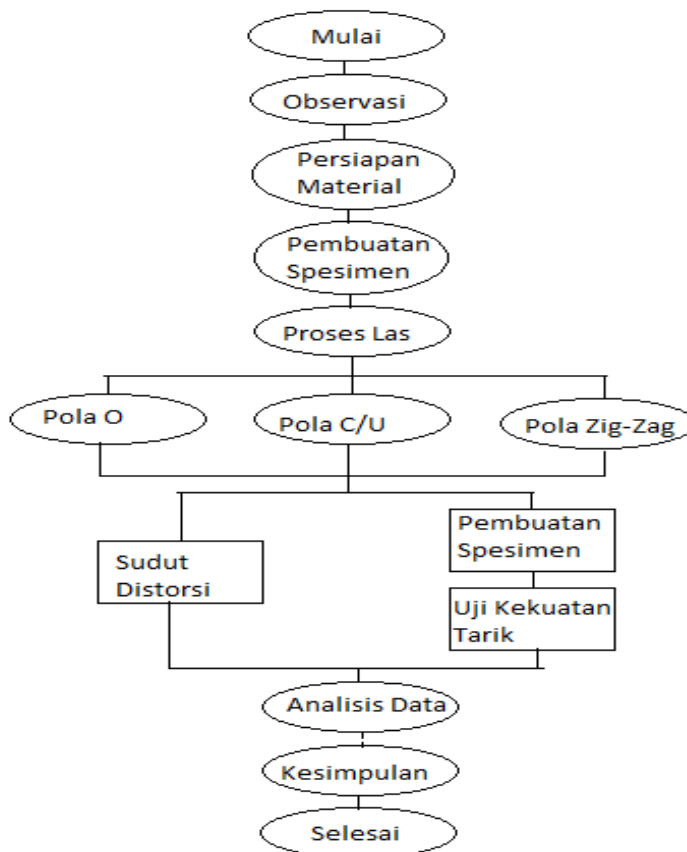 Mulai
Observasi
Persiapan
Material
Pembuatan
Spesimen
Proses Las
Pola O
Pola C/U
Pola Zig-Zag
Sudut
Distorsi
Pembuatan
Spesimen
Uji Kekuatan
Tarik
Analisis Data
Kesimpulan
Selesai